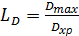 L_D = D_max / D_xp